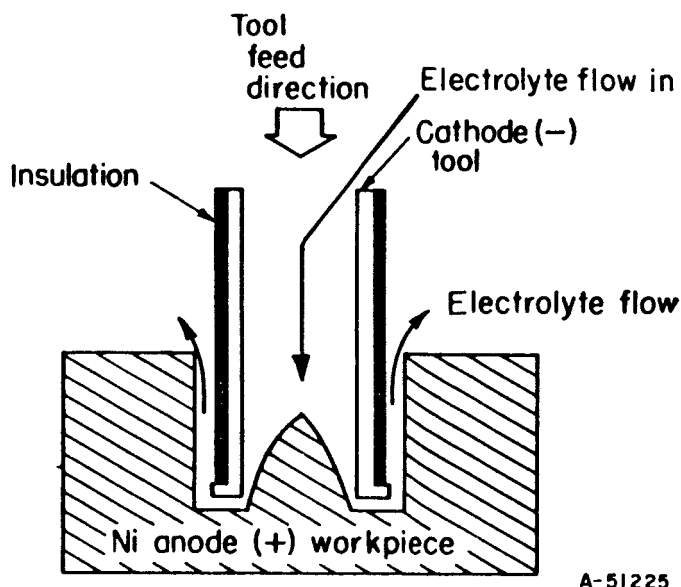 Tool
feed
direction
Electrolyte flow in
Cathode (-)
tool
Insulation
Electrolyte flow
Ni anode (+) workpiece
A-51225